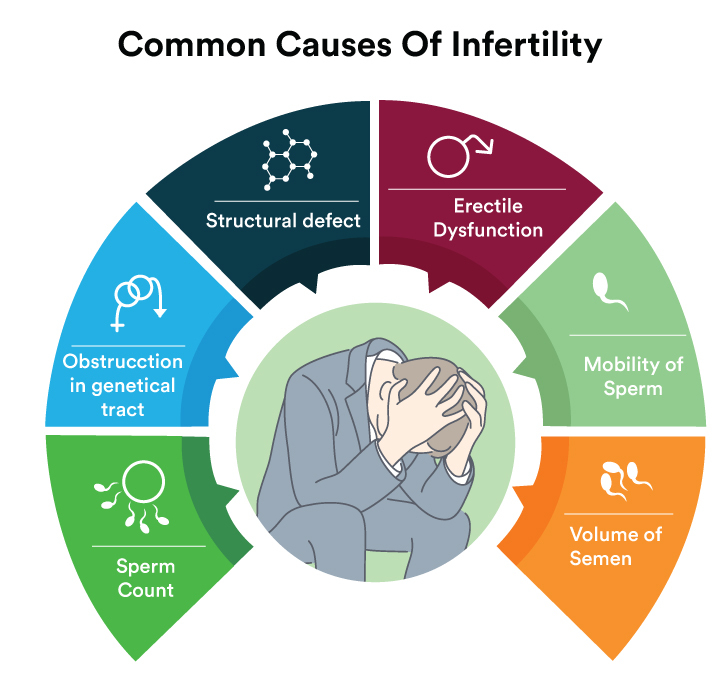 Common Causes Of Infertility
Structural defect
Erectile
Dysfunction
Obstrucction
in genetical
tract
Mobility of
Sperm
Sperm
Count
Volume of
Semen